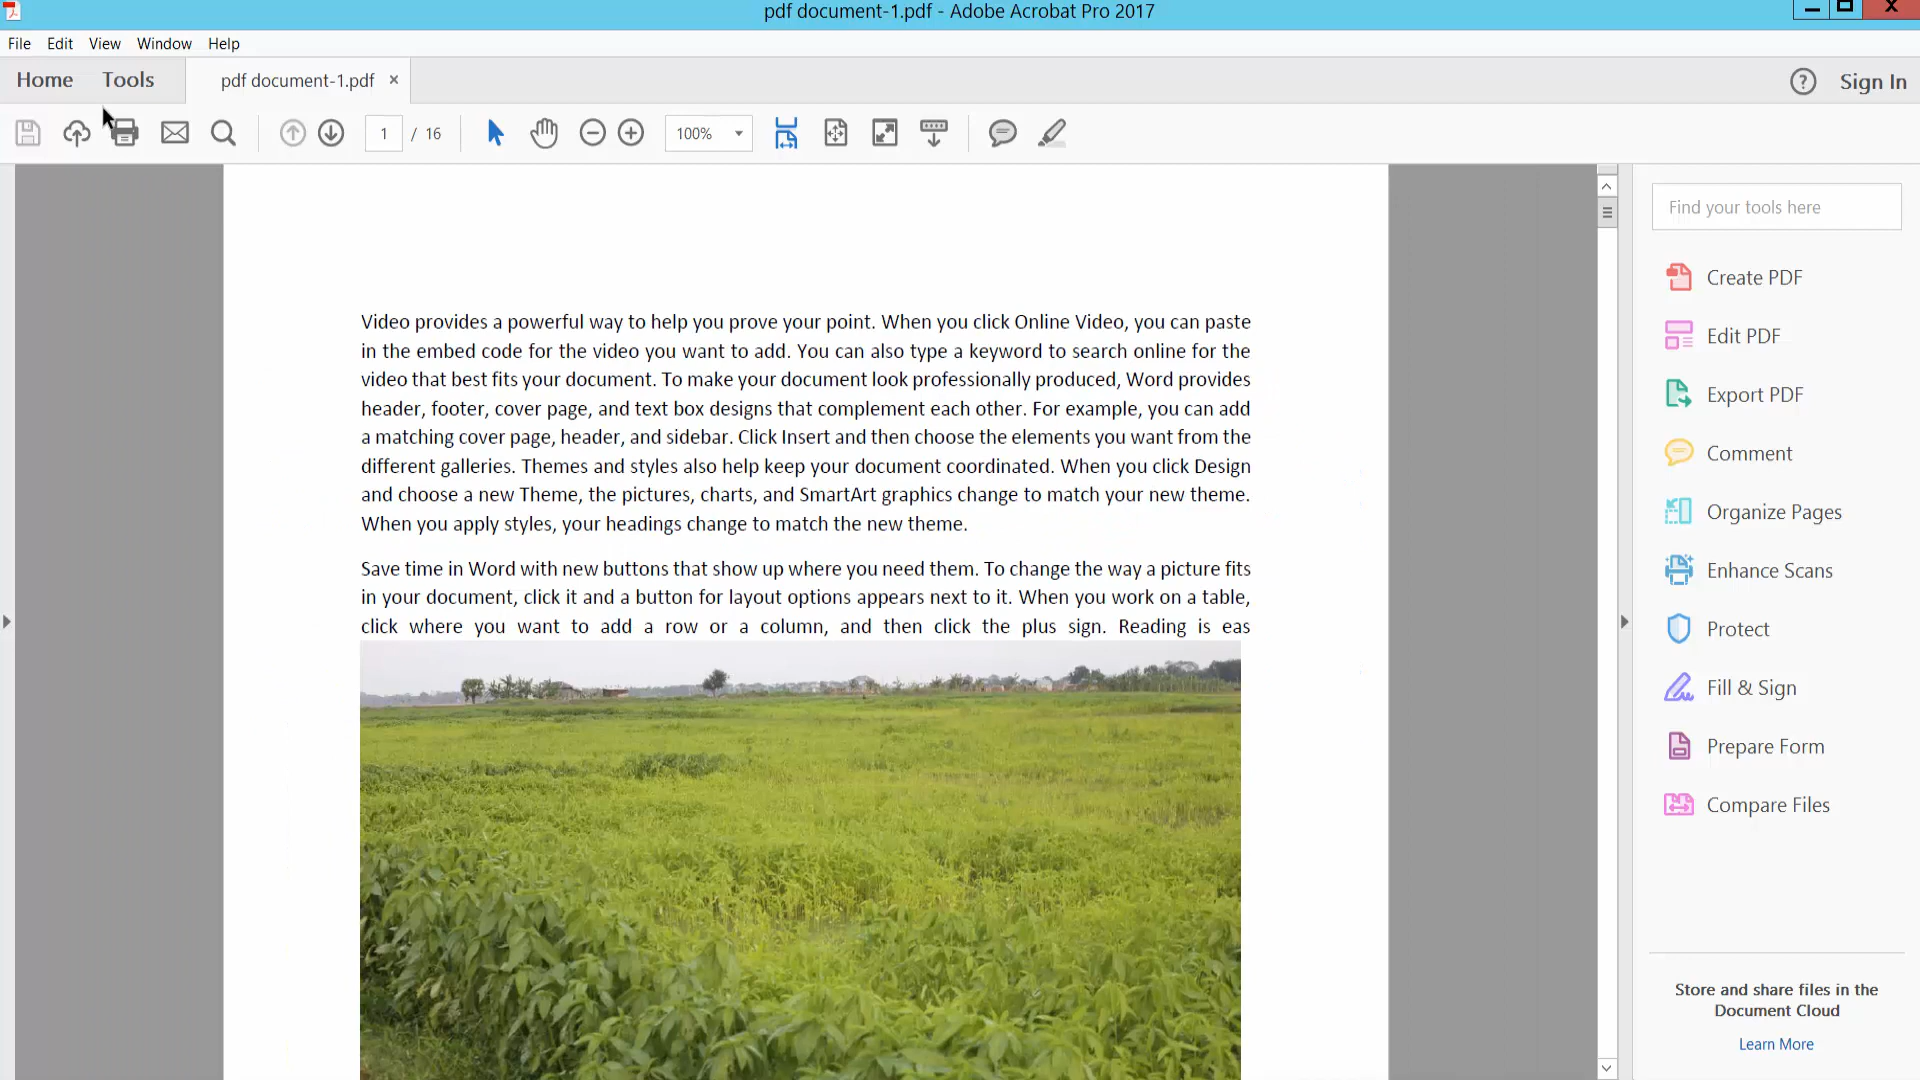 pdf document-1.pdf - Adobe Acrobat Pro 2017
File Edit View Window Help
Home Tools pdf document-1.pdf × ? Sign In
1 / 16 100%
Find your tools here
Create PDF
Edit PDF
Export PDF
Comment
Organize Pages
Enhance Scans
Protect
Fill & Sign
Prepare Form
Compare Files
Store and share files in the
Document Cloud
Learn More
Video provides a powerful way to help you prove your point. When you click Online Video, you can paste
in the embed code for the video you want to add. You can also type a keyword to search online for the
video that best fits your document. To make your document look professionally produced, Word provides
header, footer, cover page, and text box designs that complement each other. For example, you can add
a matching cover page, header, and sidebar. Click Insert and then choose the elements you want from the
different galleries. Themes and styles also help keep your document coordinated. When you click Design
and choose a new Theme, the pictures, charts, and SmartArt graphics change to match your new theme.
When you apply styles, your headings change to match the new theme.
Save time in Word with new buttons that show up where you need them. To change the way a picture fits
in your document, click it and a button for layout options appears next to it. When you work on a table,
click where you want to add a row or a column, and then click the plus sign. Reading is eas